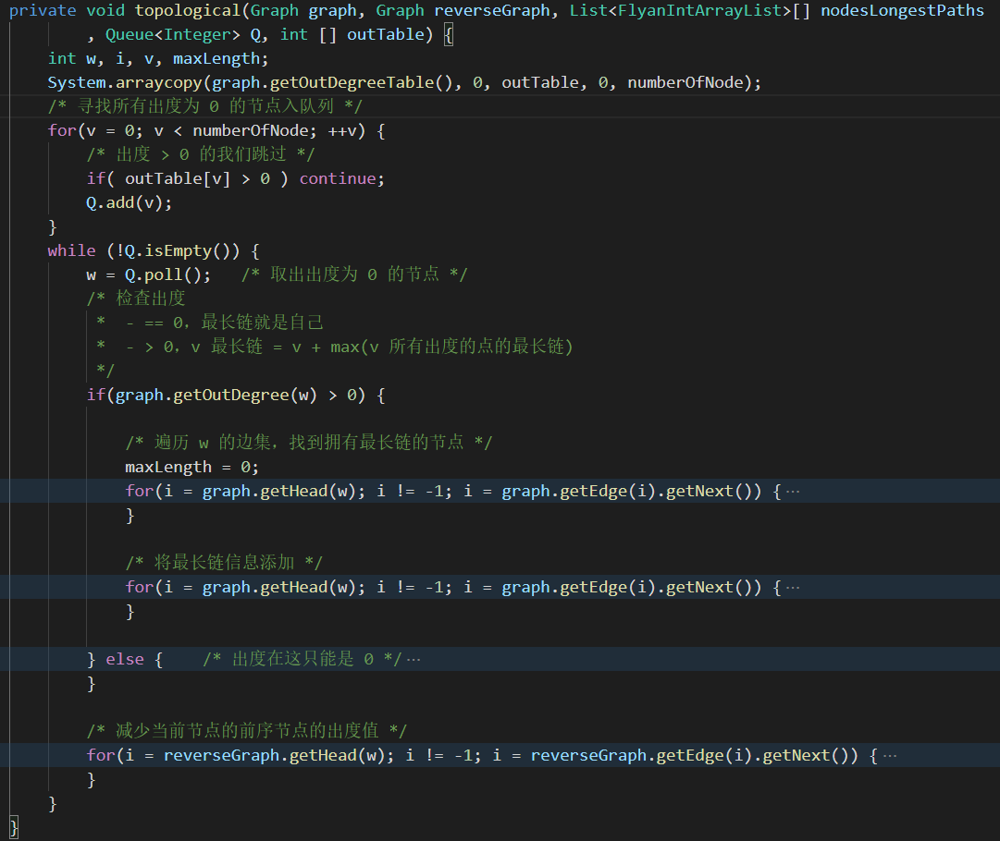 private void topological(Graph graph, Graph reverseGraph, List<FlyanIntArrayList>[] nodesLongestPaths
        , Queue<Integer> Q, int [] outTable) {
    int w, i, v, maxLength;
    System.arraycopy(graph.getOutDegreeTable(), 0, outTable, 0, numberOfNode);
    /* 寻找所有出度为 0 的节点入队列 */
    for(v = 0; v < numberOfNode; ++v) {
        /* 出度 > 0 的我们跳过 */
        if( outTable[v] > 0 ) continue;
        Q.add(v);
    }
    while (!Q.isEmpty()) {
        w = Q.poll();   /* 取出出度为 0 的节点 */
        /* 检查出度
         *  - == 0，最长链就是自己
         *  - > 0，v 最长链 = v + max(v 所有出度的点的最长链)
         */
        if(graph.getOutDegree(w) > 0) {
            /* 遍历 w 的边集，找到拥有最长链的节点 */
            maxLength = 0;
            for(i = graph.getHead(w); i != -1; i = graph.getEdge(i).getNext()) {···
            }
            /* 将最长链信息添加 */
            for(i = graph.getHead(w); i != -1; i = graph.getEdge(i).getNext()) {···
            }
        } else {    /* 出度在这只能是 0 */···
        }
        /* 减少当前节点的前序节点的出度值 */
        for(i = reverseGraph.getHead(w); i != -1; i = reverseGraph.getEdge(i).getNext()) {···
        }
    }
}